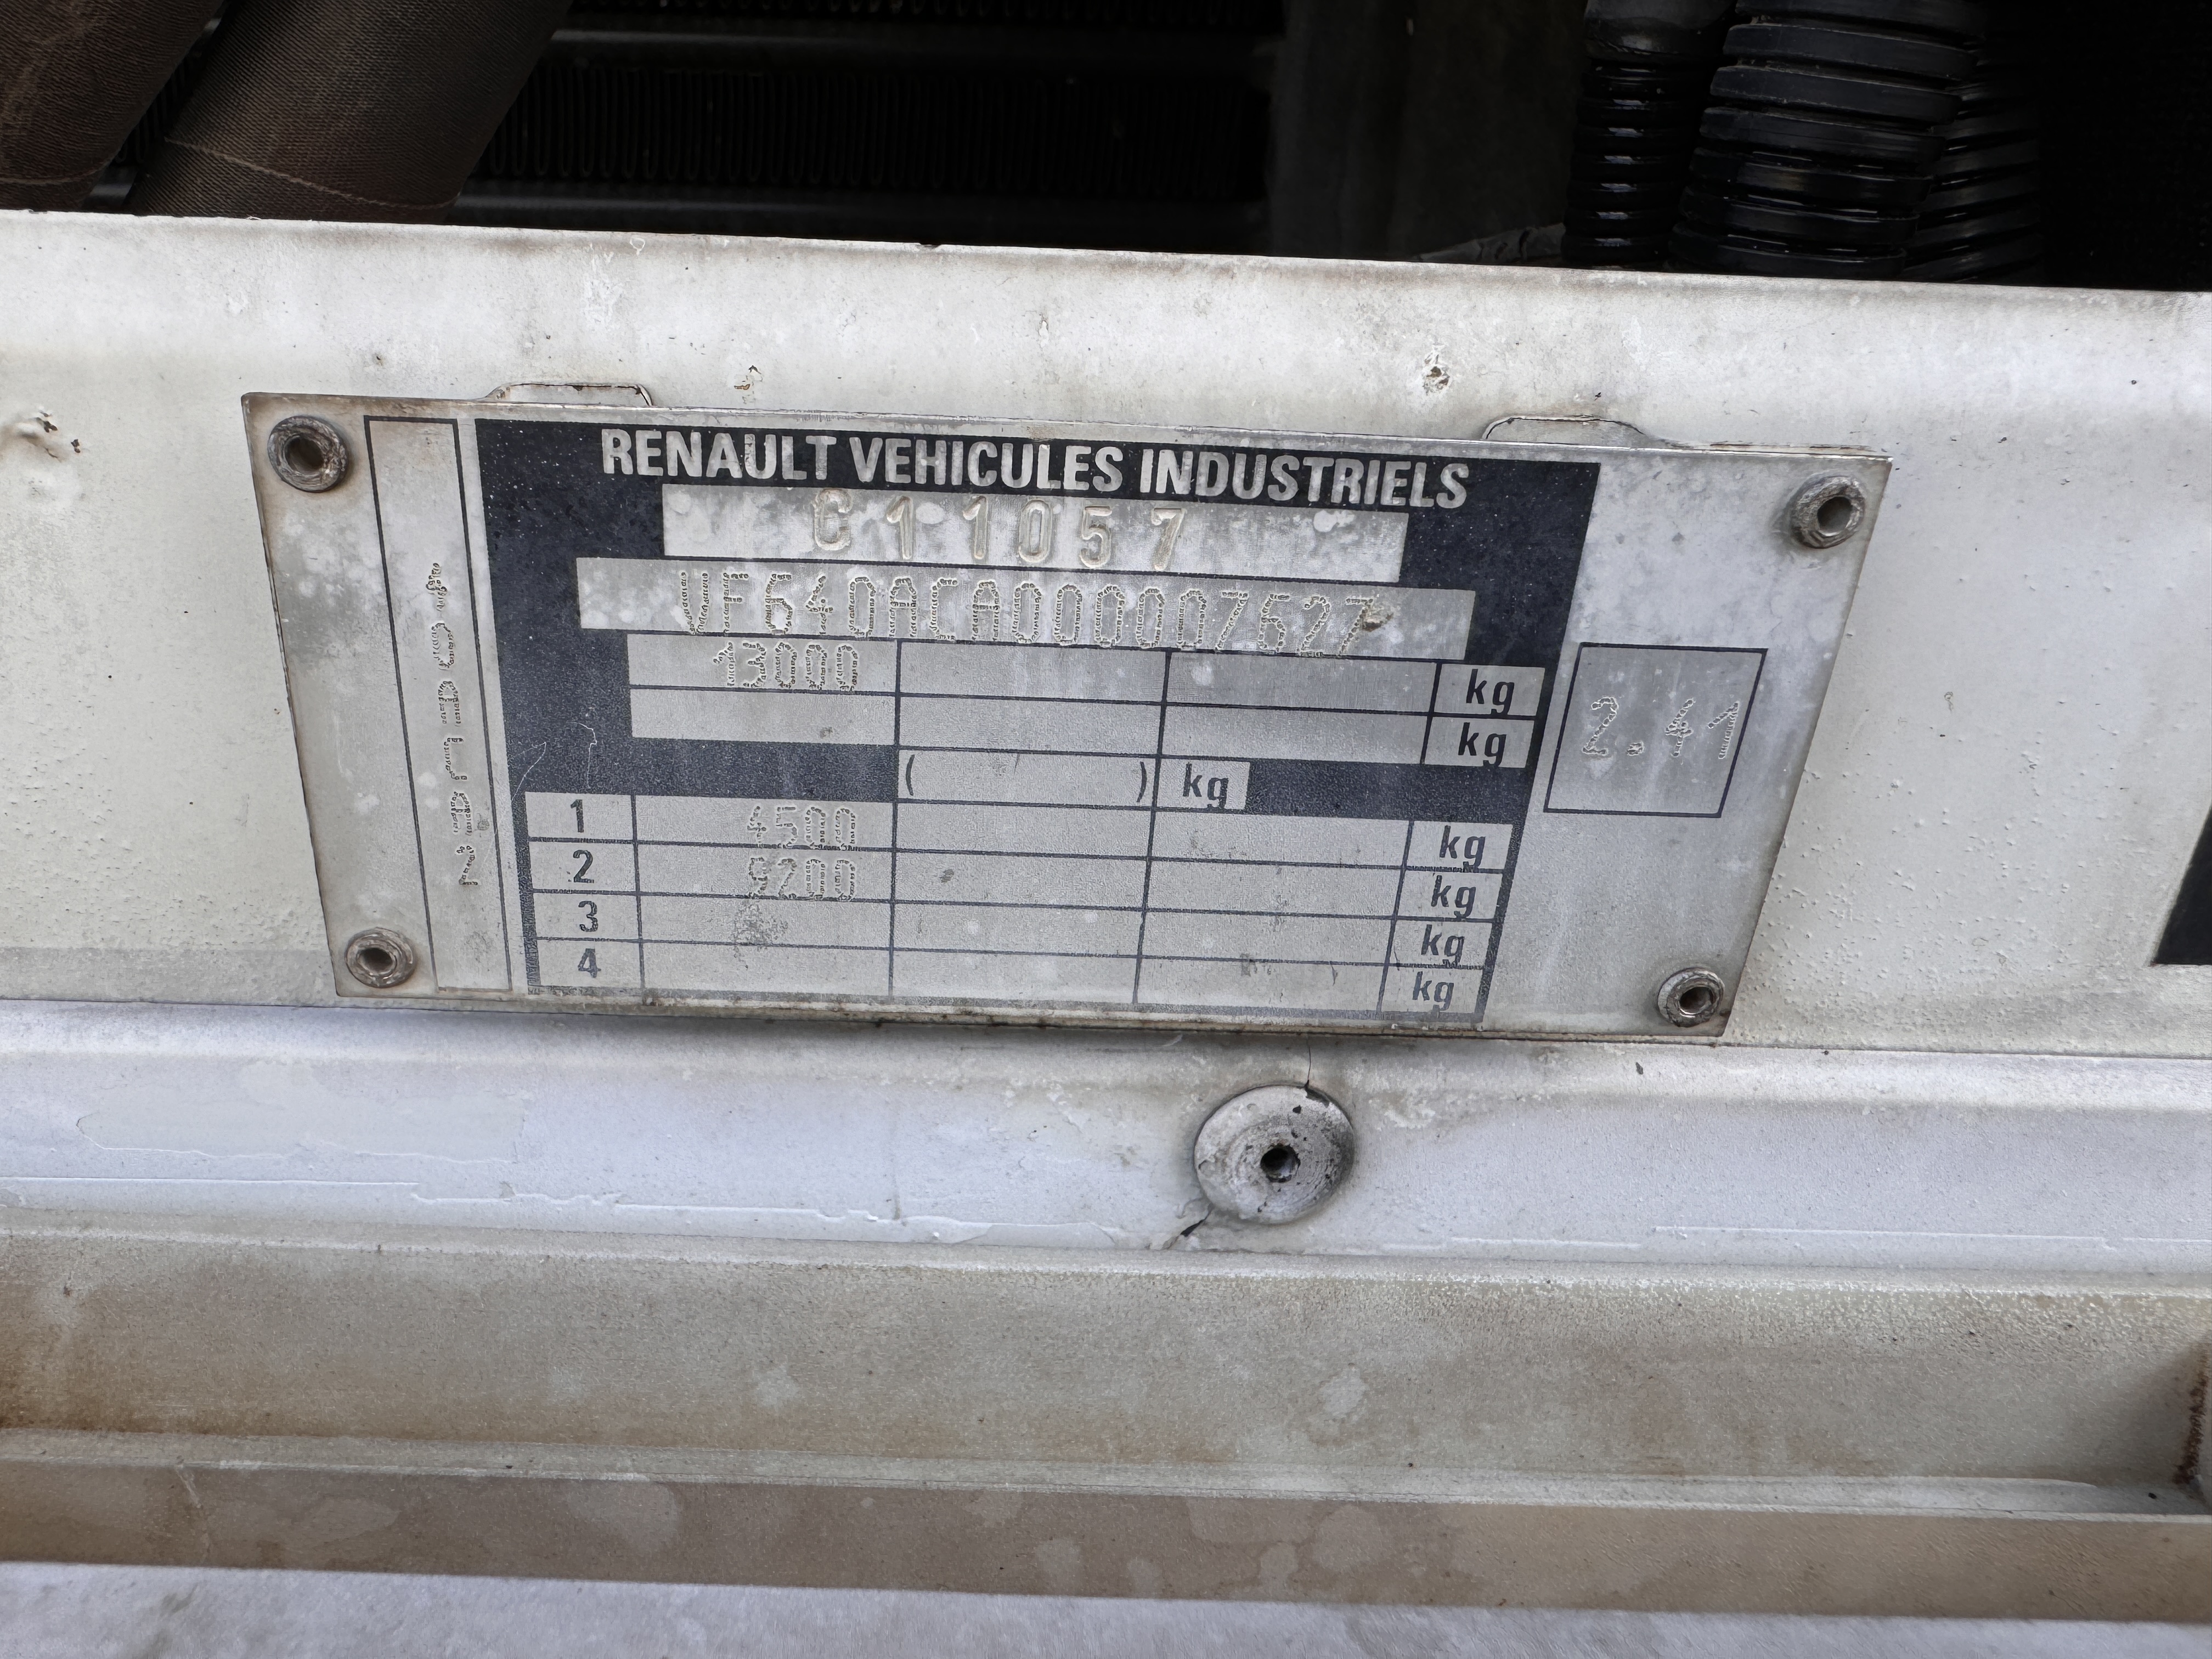 RENAULT VEHICULES INDUSTRIELS
C11057
VF640ACA000007627
13000 kg
kg
( ) kg
1 4500 kg
2 9200 kg
3 kg
4 kg
2.41